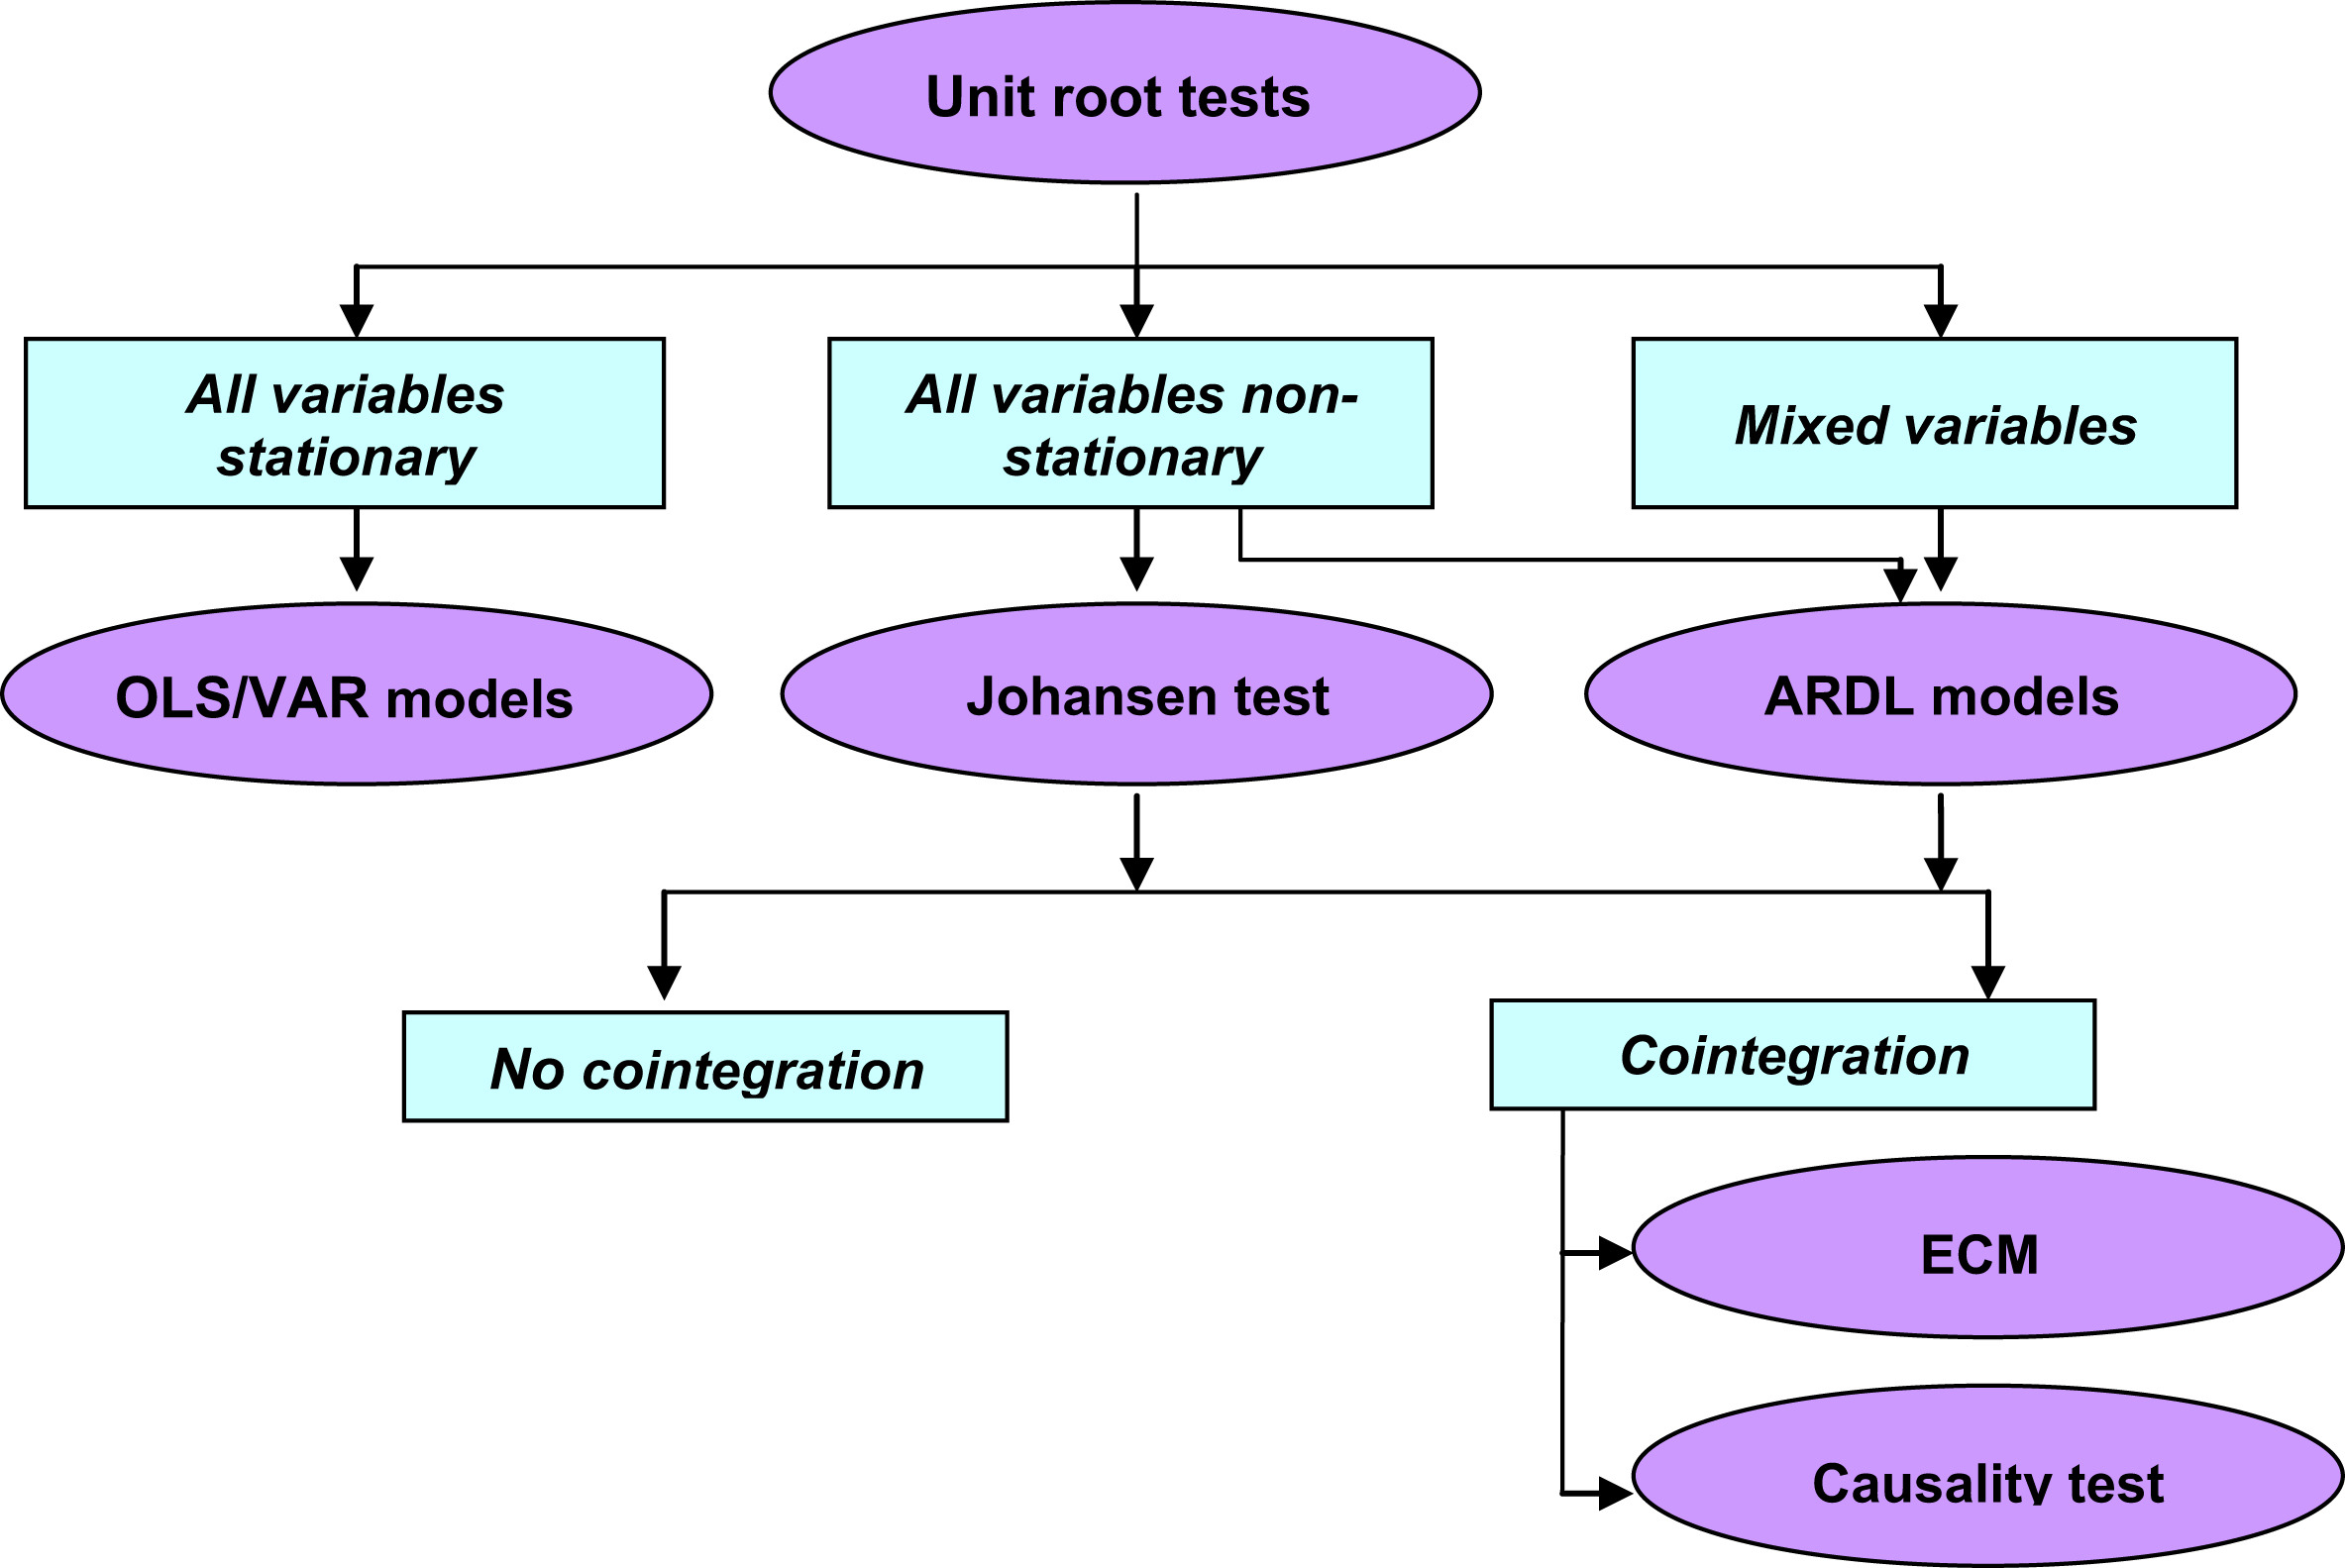 Unit root tests
All variables
stationary
All variables non-
stationary
Mixed variables
OLS/VAR models
Johansen test
ARDL models
No cointegration
Cointegration
ECM
Causality test